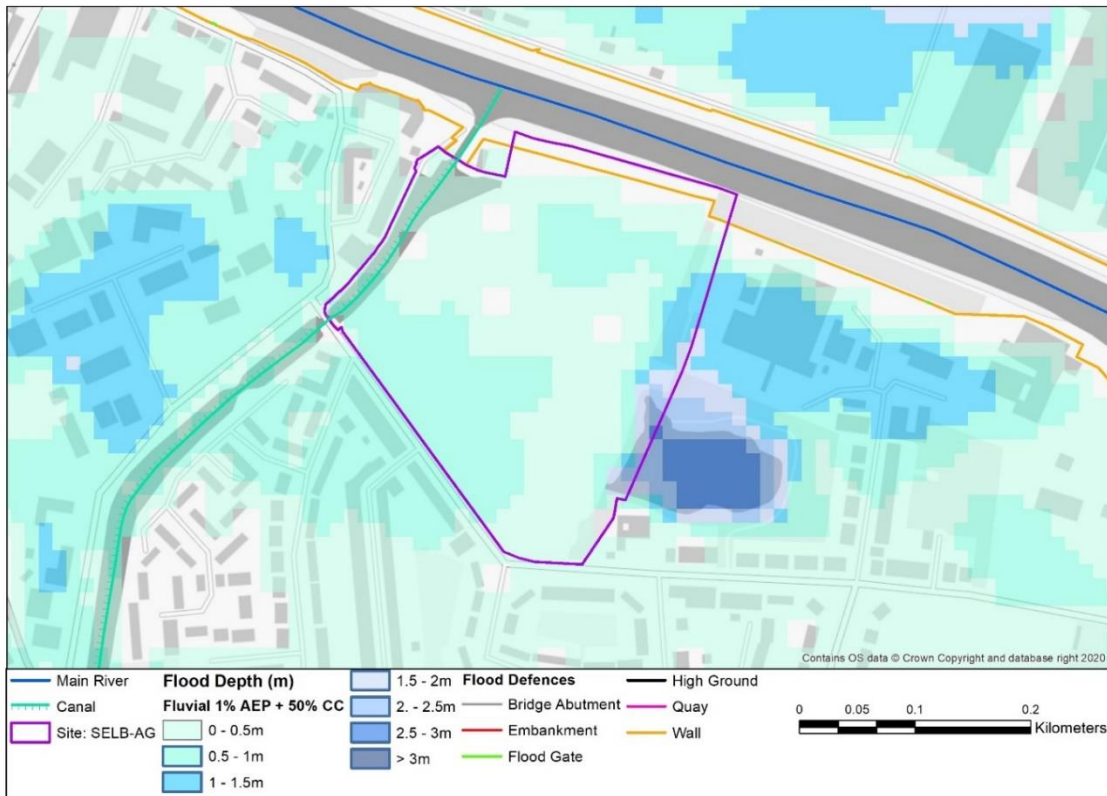 Contains OS data © Crown Copyright and database right 2020
Main River
Canal
Site: SELB-AG
Flood Depth (m)
Fluvial 1% AEP + 50% CC
0 - 0.5m
0.5 - 1m
1 - 1.5m
1.5 - 2m
2. - 2.5m
2.5 - 3m
> 3m
Flood Defences
Bridge Abutment
Embankment
Flood Gate
High Ground
Quay
Wall
0 0.05 0.1 0.2
Kilometers